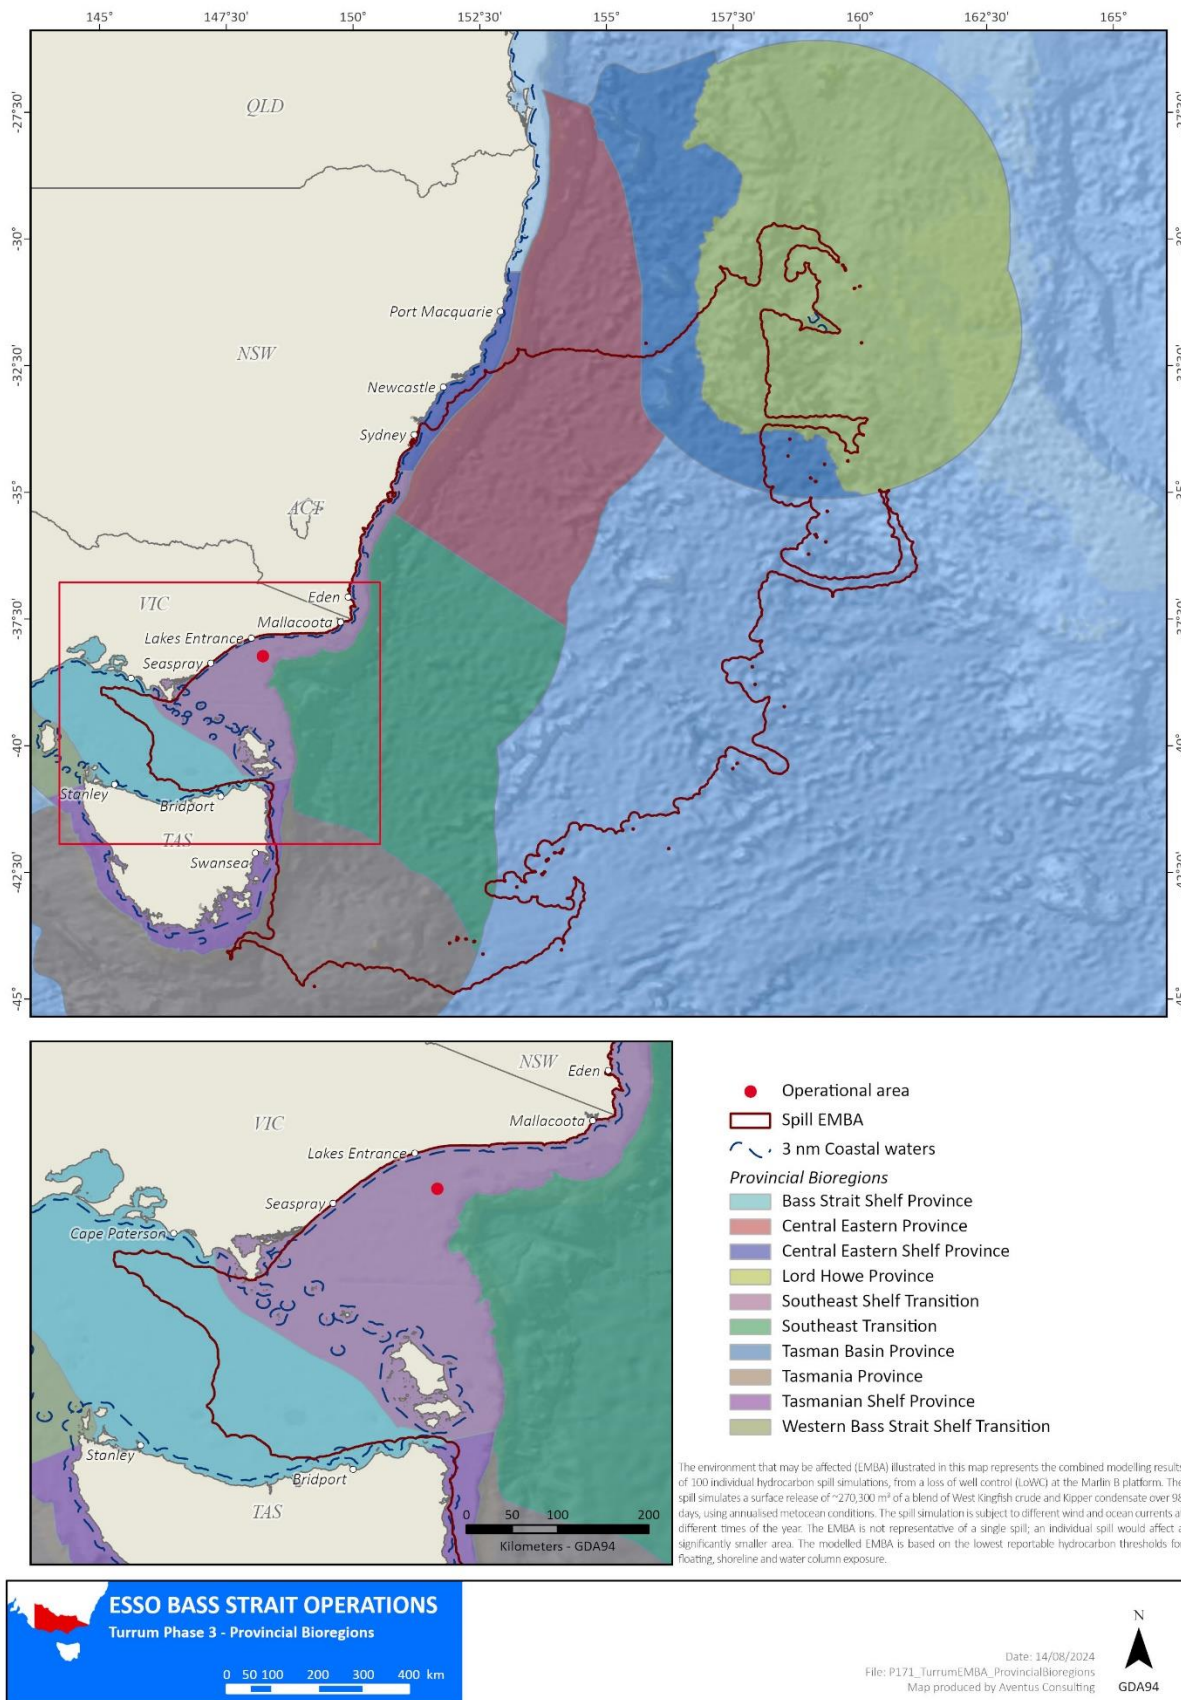 145° 147°30' 150° 152°30' 155° 157°30' 160° 162°30' 165°
-27°30' -27°30'
QLD
-30° -30°
Port Macquarie
NSW
-32°30' -32°30'
Newcastle
Sydney
-35° -35°
ACT
Eden
VIC
-37°30' -37°30'
Mallacoota
Lakes Entrance
Seaspray
-40° -40°
Stanley
Bridport
TAS
Swansea
-42°30' -42°30'
-45° -45°
NSW
Eden
Mallacoota
VIC
Lakes Entrance
Seaspray
Cape Paterson
Stanley
Bridport
TAS
0 50 100 200
Kilometers - GDA94
Operational area
Spill EMBA
3 nm Coastal waters
Provincial Bioregions
Bass Strait Shelf Province
Central Eastern Province
Central Eastern Shelf Province
Lord Howe Province
Southeast Shelf Transition
Southeast Transition
Tasman Basin Province
Tasmania Province
Tasmanian Shelf Province
Western Bass Strait Shelf Transition
The environment that may be affected (EMBA) illustrated in this map represents the combined modelling results
of 100 individual hydrocarbon spill simulations, from a loss of well control (LoWC) at the Marlin B platform. The
spill simulates a surface release of ~270,300 m³ of a blend of West Kingfish crude and Kipper condensate over 98
days, using annualised metocean conditions. The spill simulation is subject to different wind and ocean currents at
different times of the year. The EMBA is not representative of a single spill; an individual spill would affect a
significantly smaller area. The modelled EMBA is based on the lowest reportable hydrocarbon thresholds for
floating, shoreline and water column exposure.
ESSO BASS STRAIT OPERATIONS
Turrum Phase 3 - Provincial Bioregions
0 50 100 200 300 400 km
N
Date: 14/08/2024
File: P171_TurrumEMBA_ProvincialBioregions
Map produced by Aventus Consulting
GDA94